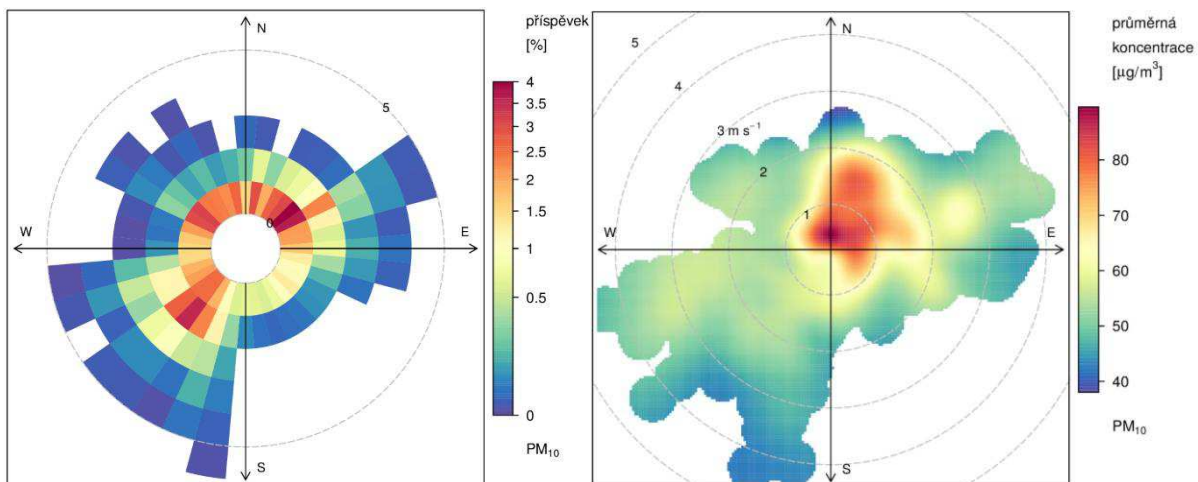 N
5
0
W
E
S
příspěvek
[%]
4
3.5
3
2.5
2
1.5
1
0.5
0
PM₁₀
5
N
4
3 m s⁻¹
2
1
W
E
S
průměrná
koncentrace
[µg/m³]
80
70
60
50
40
PM₁₀